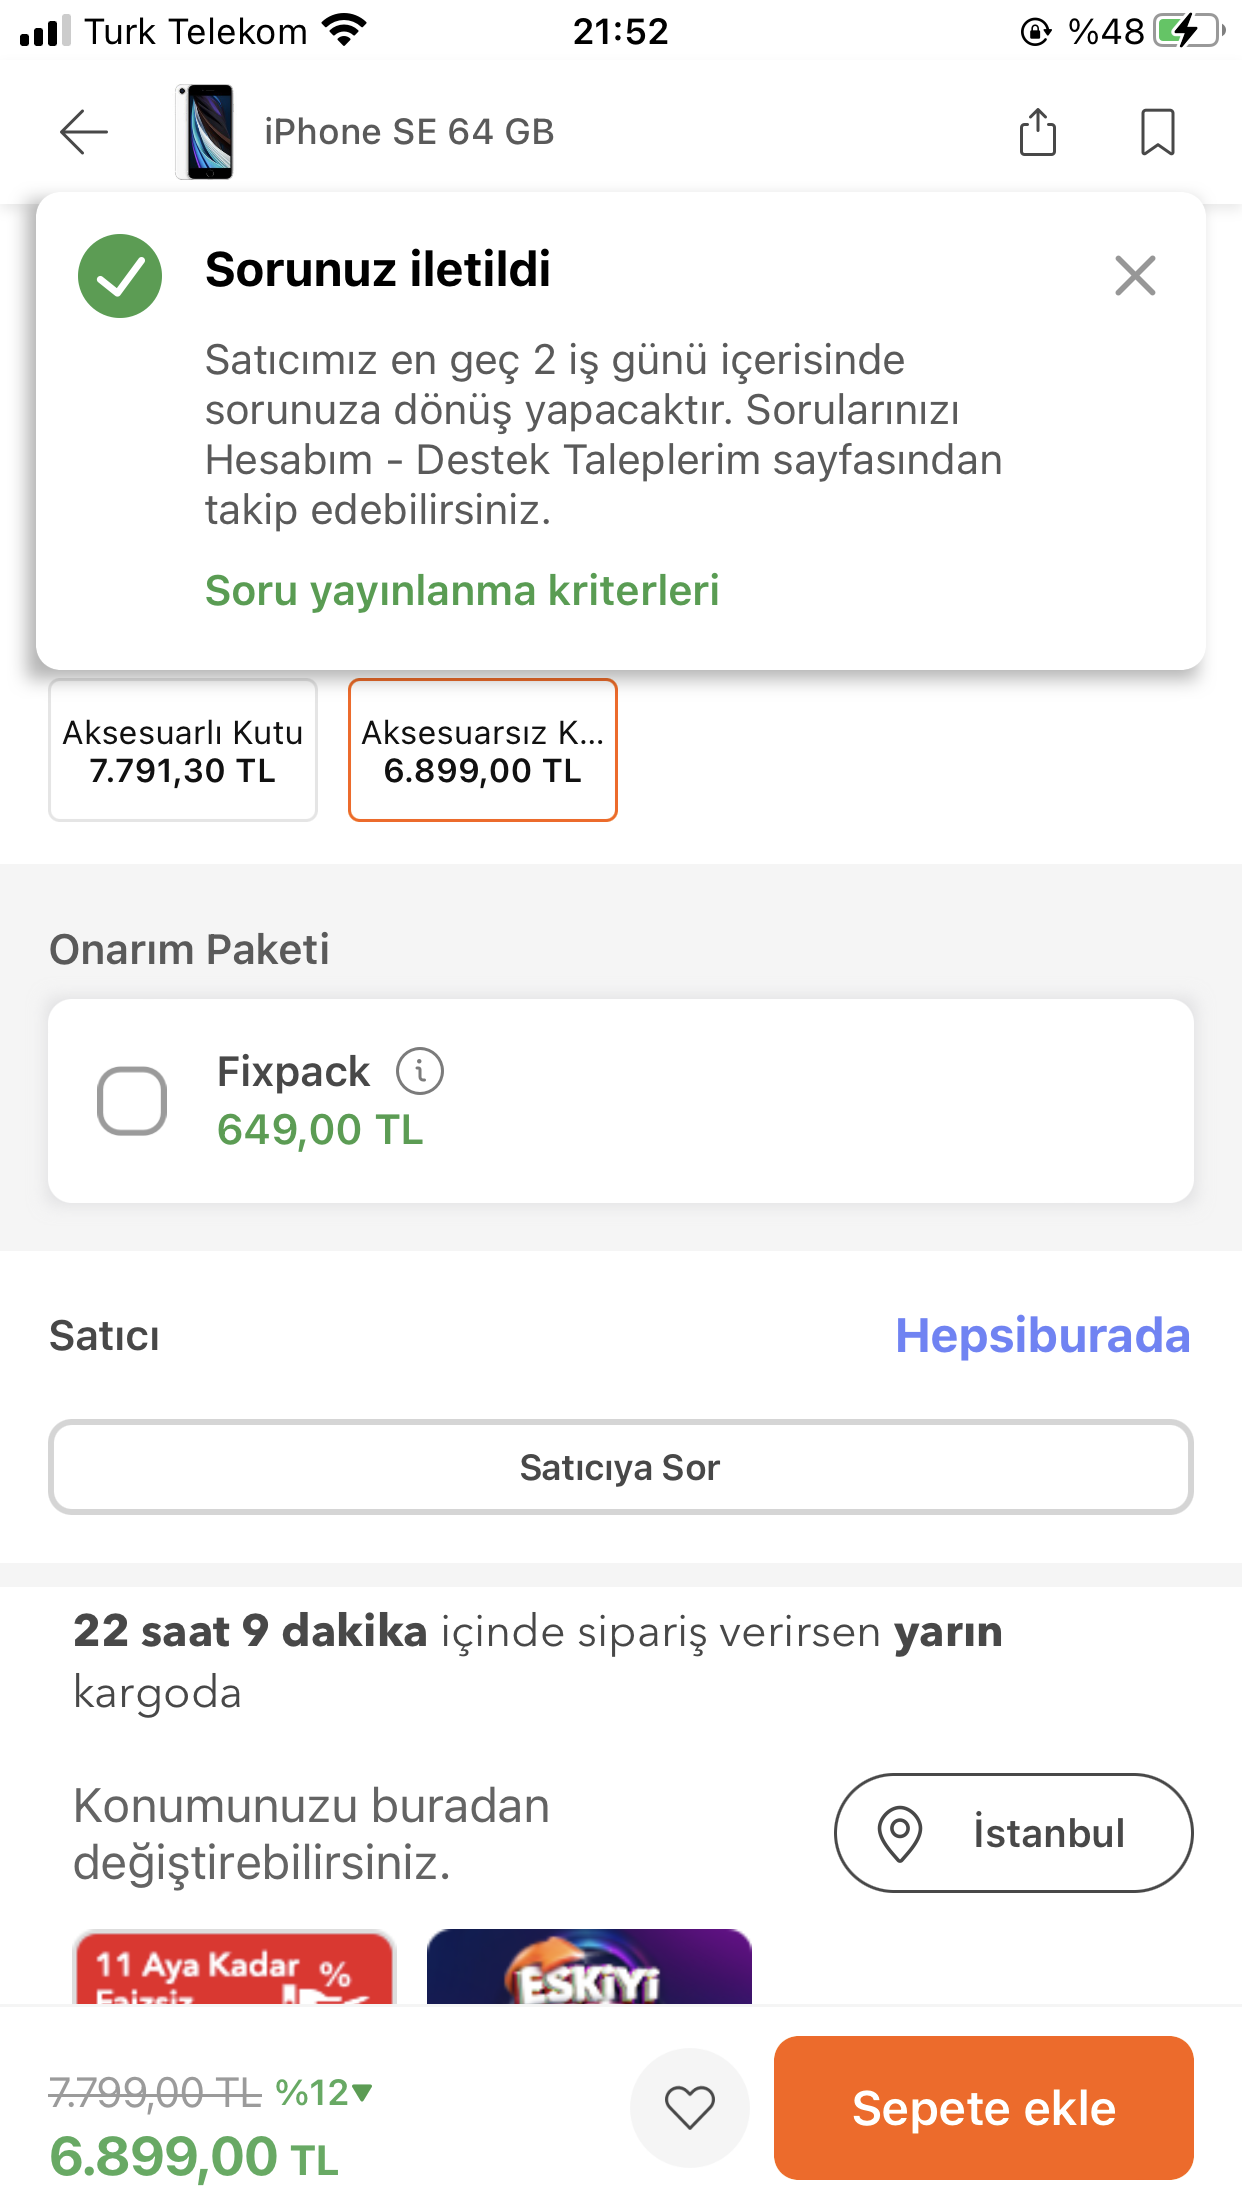 Turk Telekom 21:52 %48
iPhone SE 64 GB
Sorunuz iletildi
Satıcımız en geç 2 iş günü içerisinde
sorunuza dönüş yapacaktır. Sorularınızı
Hesabım - Destek Taleplerim sayfasından
takip edebilirsiniz.
Soru yayınlanma kriterleri
Aksesuarlı Kutu
7.791,30 TL
Aksesuarsız K...
6.899,00 TL
Onarım Paketi
Fixpack
649,00 TL
Satıcı Hepsiburada
Satıcıya Sor
22 saat 9 dakika içinde sipariş verirsen yarın
kargoda
Konumunuzu buradan
değiştirebilirsiniz.
İstanbul
11 Aya Kadar %
Faizsiz
ESKİYİ
7.799,00 TL %12
6.899,00 TL
Sepete ekle